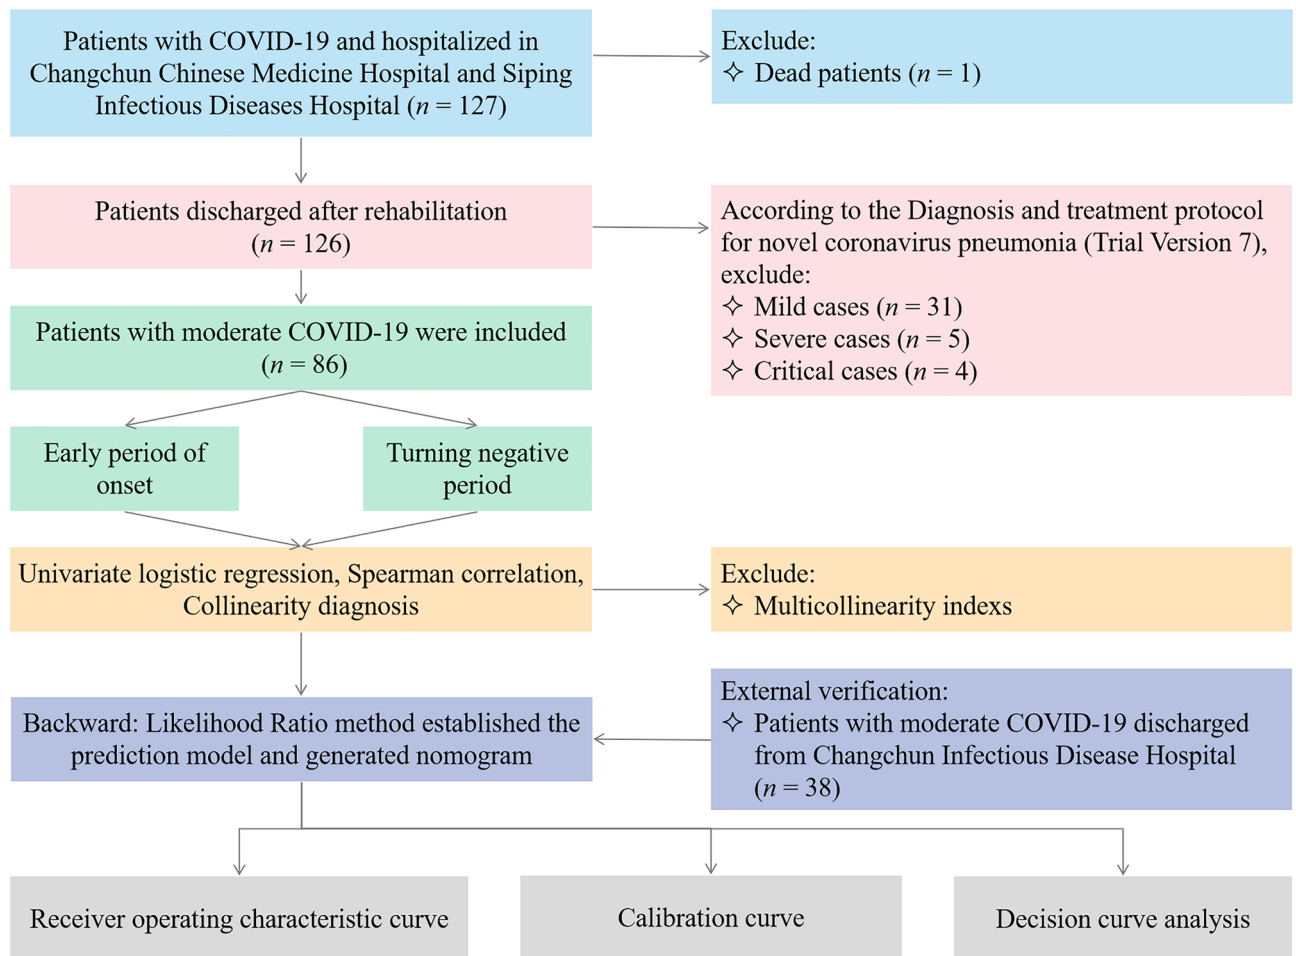 Patients with COVID-19 and hospitalized in
Changchun Chinese Medicine Hospital and Siping
Infectious Diseases Hospital (n = 127)
Exclude:
✧ Dead patients (n = 1)
Patients discharged after rehabilitation
(n = 126)
According to the Diagnosis and treatment protocol
for novel coronavirus pneumonia (Trial Version 7),
exclude:
✧ Mild cases (n = 31)
✧ Severe cases (n = 5)
✧ Critical cases (n = 4)
Patients with moderate COVID-19 were included
(n = 86)
Early period of
onset
Turning negative
period
Univariate logistic regression, Spearman correlation,
Collinearity diagnosis
Exclude:
✧ Multicollinearity indexs
Backward: Likelihood Ratio method established the
prediction model and generated nomogram
External verification:
✧ Patients with moderate COVID-19 discharged
from Changchun Infectious Disease Hospital
(n = 38)
Receiver operating characteristic curve
Calibration curve
Decision curve analysis